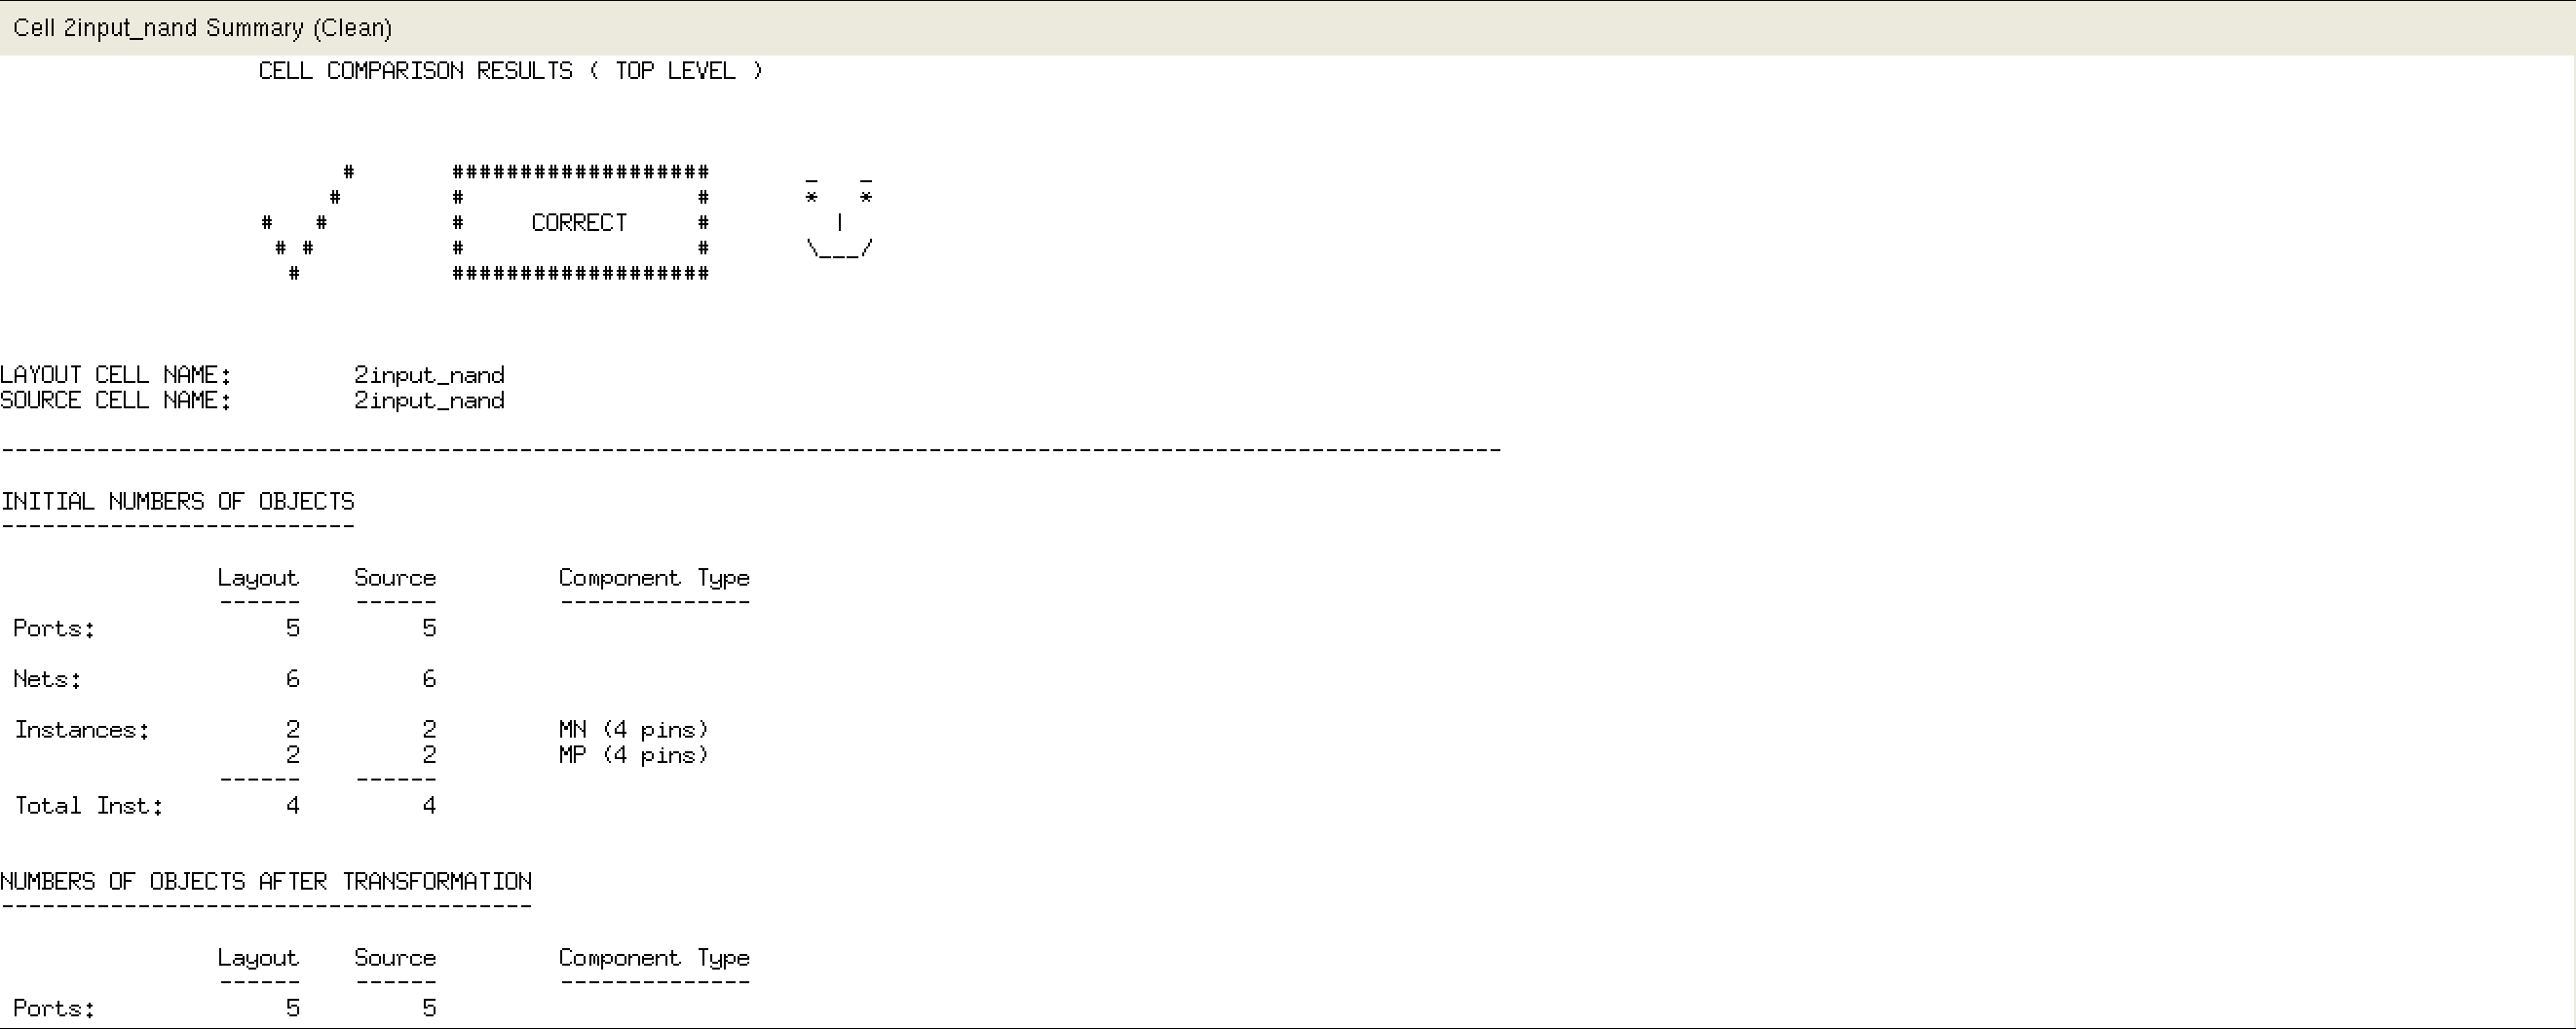 Cell 2input_nand Summary (Clean)
CELL COMPARISON RESULTS ( TOP LEVEL )
#       ###################       _   _
#        #                 #       *   *
#   #         #     CORRECT     #         |
# #          #                 #       \___/
#           ###################
LAYOUT CELL NAME:         2input_nand
SOURCE CELL NAME:         2input_nand
--------------------------------------------------------------------------------------------------------------
INITIAL NUMBERS OF OBJECTS
--------------------------
Layout    Source         Component Type
------    ------         --------------
Ports:              5         5
Nets:               6         6
Instances:          2         2         MN (4 pins)
2         2         MP (4 pins)
------    ------
Total Inst:         4         4
NUMBERS OF OBJECTS AFTER TRANSFORMATION
---------------------------------------
Layout    Source         Component Type
------    ------         --------------
Ports:              5         5